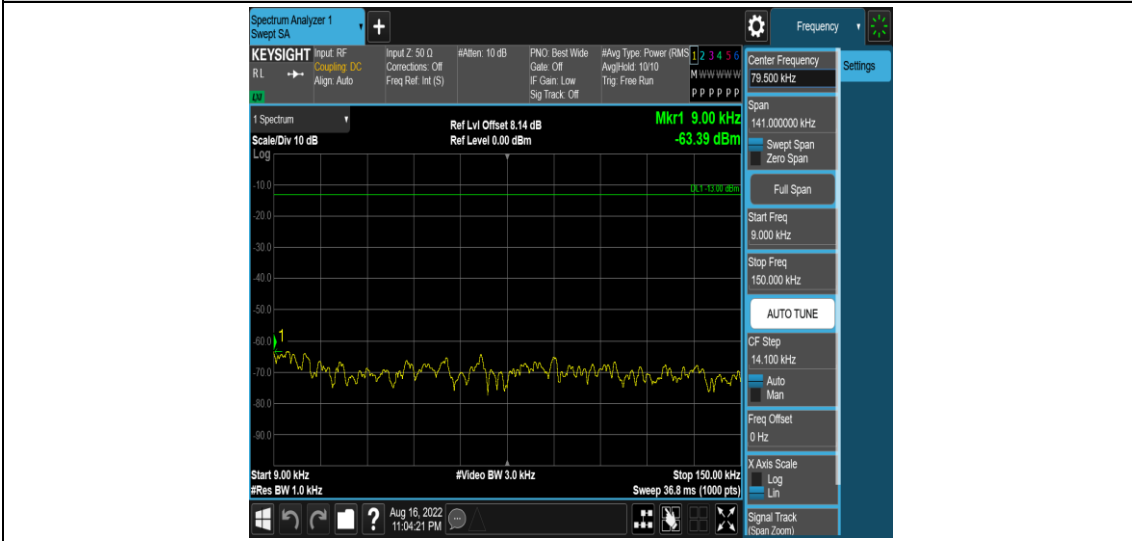 Spectrum Analyzer 1
Swept SA
+
Frequency
KEYSIGHT
RL
Input: RF
Coupling: DC
Align: Auto
Input Z: 50 Ω
Corrections: Off
Freq Ref: Int (S)
#Atten: 10 dB
PNO: Best Wide
Gate: Off
IF Gain: Low
Sig Track: Off
#Avg Type: Power (RMS
Avg|Hold: 10/10
Trig: Free Run
1 2 3 4 5 6
M W W W W W
P P P P P P
1 Spectrum
Scale/Div 10 dB
Log
Ref Lvl Offset 8.14 dB
Ref Level 0.00 dBm
Mkr1 9.00 kHz
-63.39 dBm
DL1 -13.00 dBm
-10.0
-20.0
-30.0
-40.0
-50.0
-60.0
-70.0
-80.0
-90.0
1
Start 9.00 kHz
#Res BW 1.0 kHz
#Video BW 3.0 kHz
Stop 150.00 kHz
Sweep 36.8 ms (1000 pts)
?
Aug 16, 2022
11:04:21 PM
Center Frequency
79.500 kHz
Settings
Span
141.000000 kHz
Swept Span
Zero Span
Full Span
Start Freq
9.000 kHz
Stop Freq
150.000 kHz
AUTO TUNE
CF Step
14.100 kHz
Auto
Man
Freq Offset
0 Hz
X Axis Scale
Log
Lin
Signal Track
(Span Zoom)